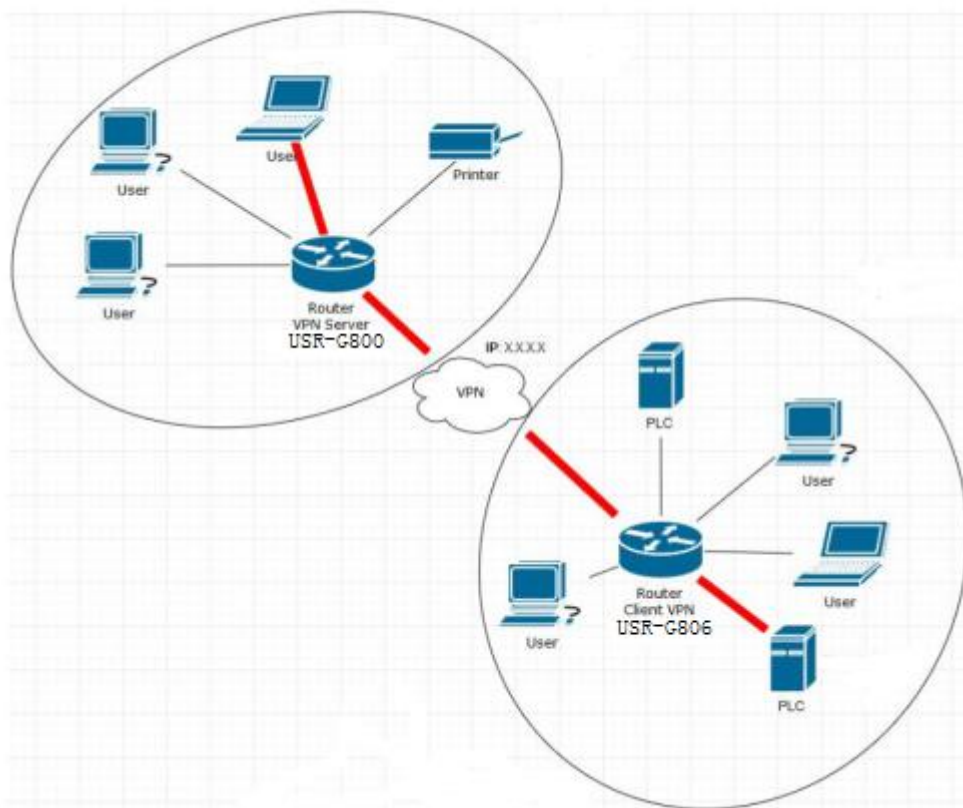 User
?
User
Printer
?
User
Router
VPN Server
USR-G800
IP: X.X.X.X
VPN
PLC
?
User
Router
Client VPN
USR-G806
User
?
User
PLC